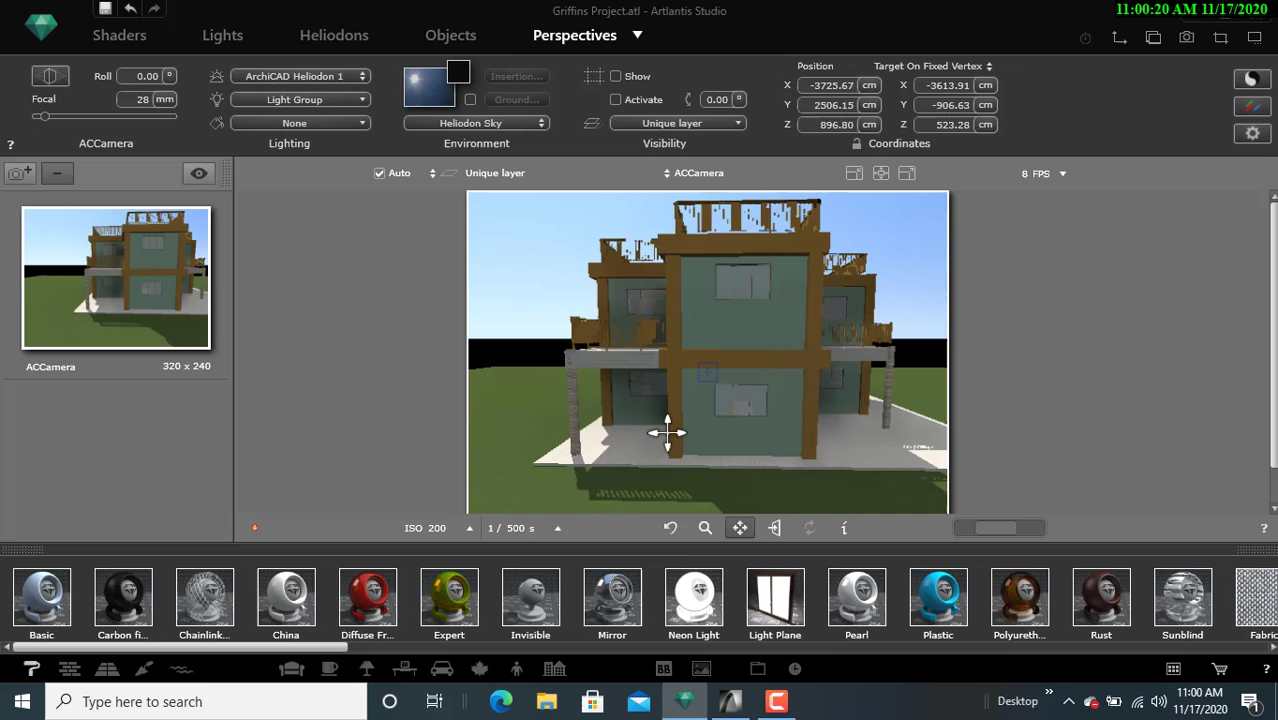 Griffins Project.atl - Artlantis Studio
11:00:20 AM 11/17/2020
Shaders Lights Heliodons Objects Perspectives
Roll 0.00 °
Focal 28 mm
ACCamera
ArchiCAD Heliodon 1
Light Group
None
Lighting
Insertion...
Ground...
Heliodon Sky
Environment
Show
Activate 0.00 °
Unique layer
Visibility
Position Target On Fixed Vertex
X -3725.67 cm X -3613.91 cm
Y 2506.15 cm Y -906.63 cm
Z 896.80 cm Z 523.28 cm
Coordinates
?
Auto Unique layer ACCamera 8 FPS
ACCamera 320 x 240
ISO 200 1 / 500 s i ?
Basic Carbon fi... Chainlink... China Diffuse Fr... Expert Invisible Mirror Neon Light Light Plane Pearl Plastic Polyureth... Rust Sunblind Fabric
BB ?
Type here to search
Desktop
11:00 AM
11/17/2020